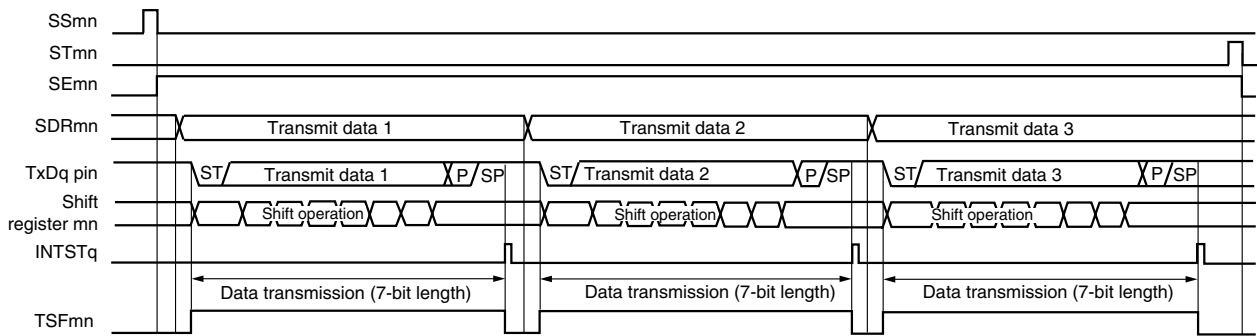 SSmn
STmn
SEmn
SDRmn Transmit data 1 Transmit data 2 Transmit data 3
TxDq pin ST Transmit data 1 P SP ST Transmit data 2 P SP ST Transmit data 3 P SP
Shift
register mn Shift operation Shift operation Shift operation
INTSTq
Data transmission (7-bit length) Data transmission (7-bit length) Data transmission (7-bit length)
TSFmn